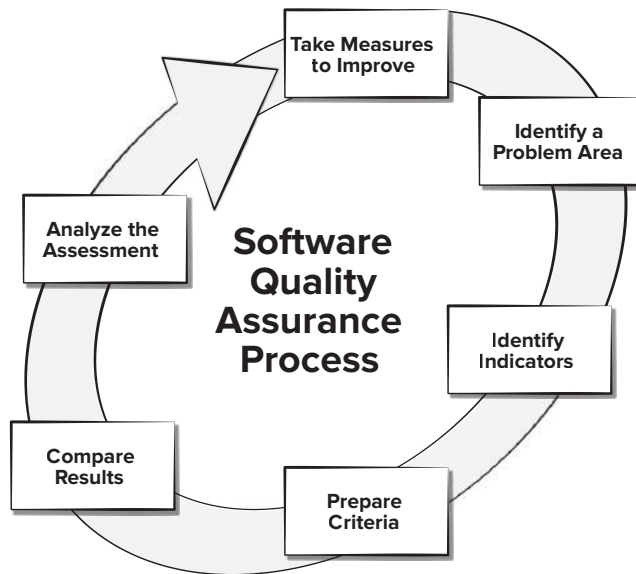 Take Measures
to Improve
Identify a
Problem Area
Identify
Indicators
Prepare
Criteria
Compare
Results
Analyze the
Assessment
Software
Quality
Assurance
Process